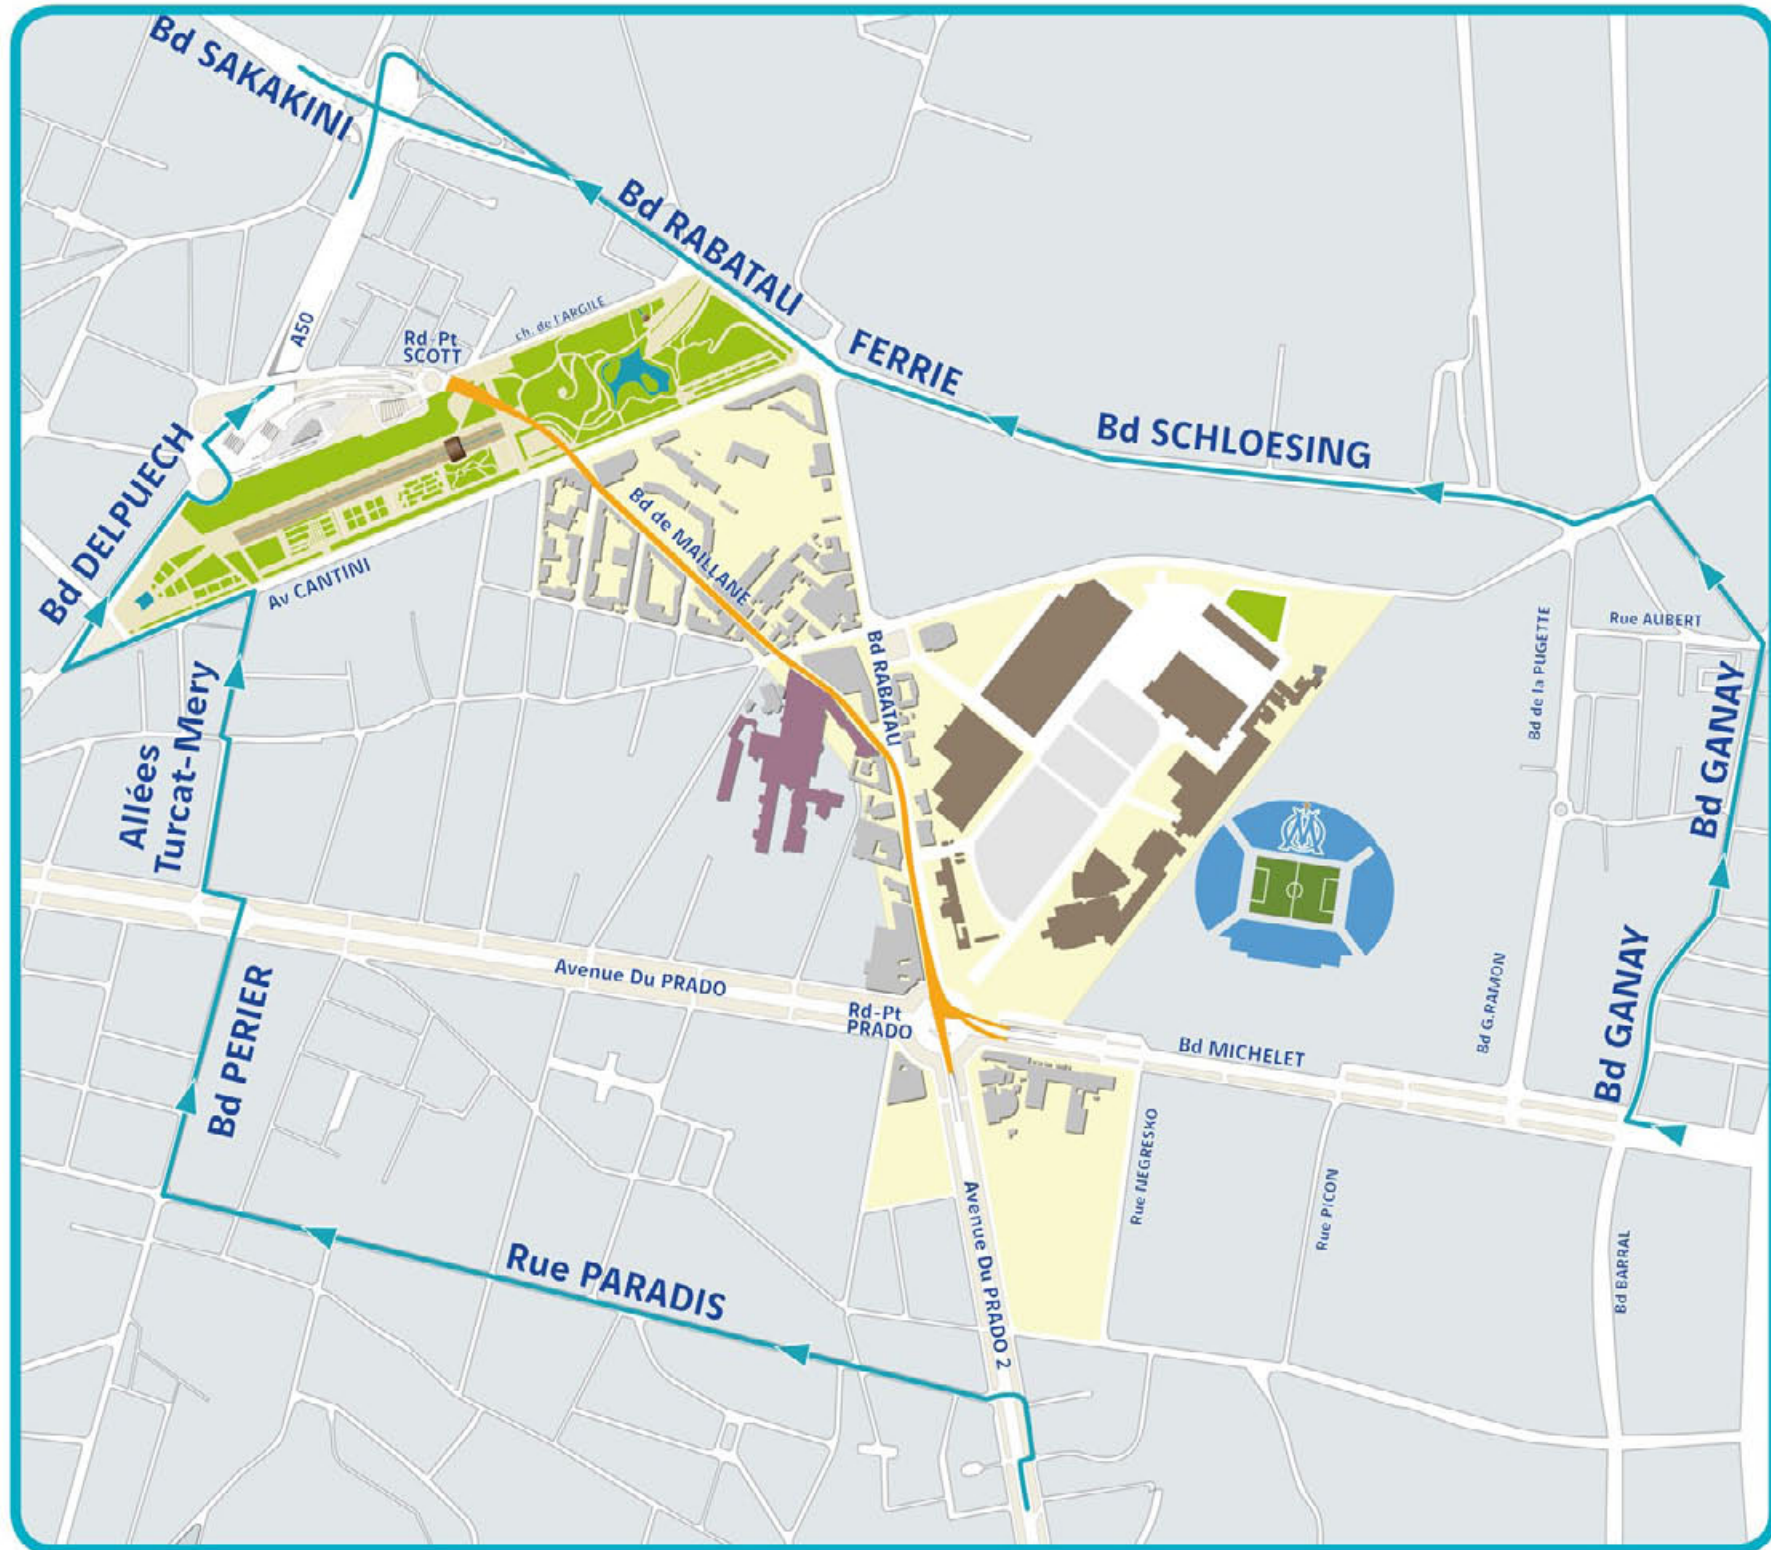 Bd SAKAKINI
Bd RABATAU
ch. de l'ARGILE
A50
Rd-Pt
SCOTT
FERRIE
Bd SCHLOESING
Bd DELPUECH
Bd de MAILLANE
Av CANTINI
Bd RABATAU
Bd de la PUGETTE
Rue AUBERT
Bd GANAY
Allées
Turcat-Mery
M
Avenue Du PRADO
Rd-Pt
PRADO
Bd PERIER
Bd MICHELET
Bd G.RAMON
Bd GANAY
Rue NEGRESKO
Rue PICON
Bd BARRAL
Avenue Du PRADO 2
Rue PARADIS